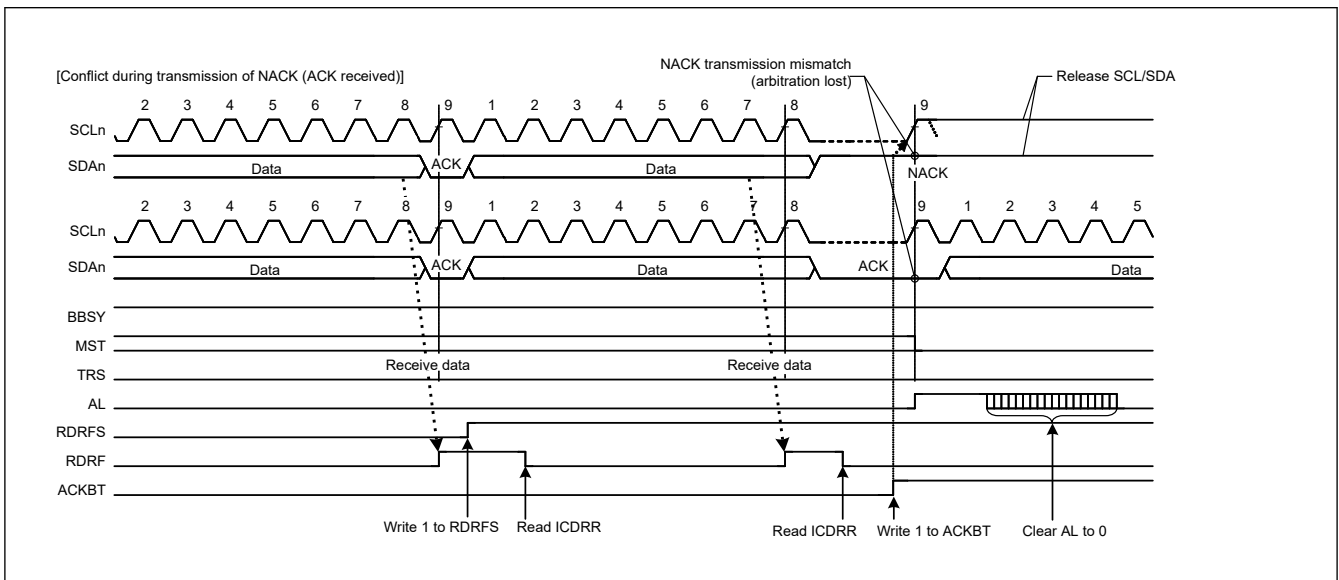 [Conflict during transmission of NACK (ACK received)]
NACK transmission mismatch
(arbitration lost)
Release SCL/SDA
2 3 4 5 6 7 8 9 1 2 3 4 5 6 7 8 9
SCLn
SDAn
Data ACK Data NACK
2 3 4 5 6 7 8 9 1 2 3 4 5 6 7 8 9 1 2 3 4 5
SCLn
SDAn
Data ACK Data ACK Data
BBSY
MST
Receive data Receive data
TRS
AL
RDRFS
RDRF
ACKBT
Write 1 to RDRFS Read ICDRR Read ICDRR Write 1 to ACKBT Clear AL to 0